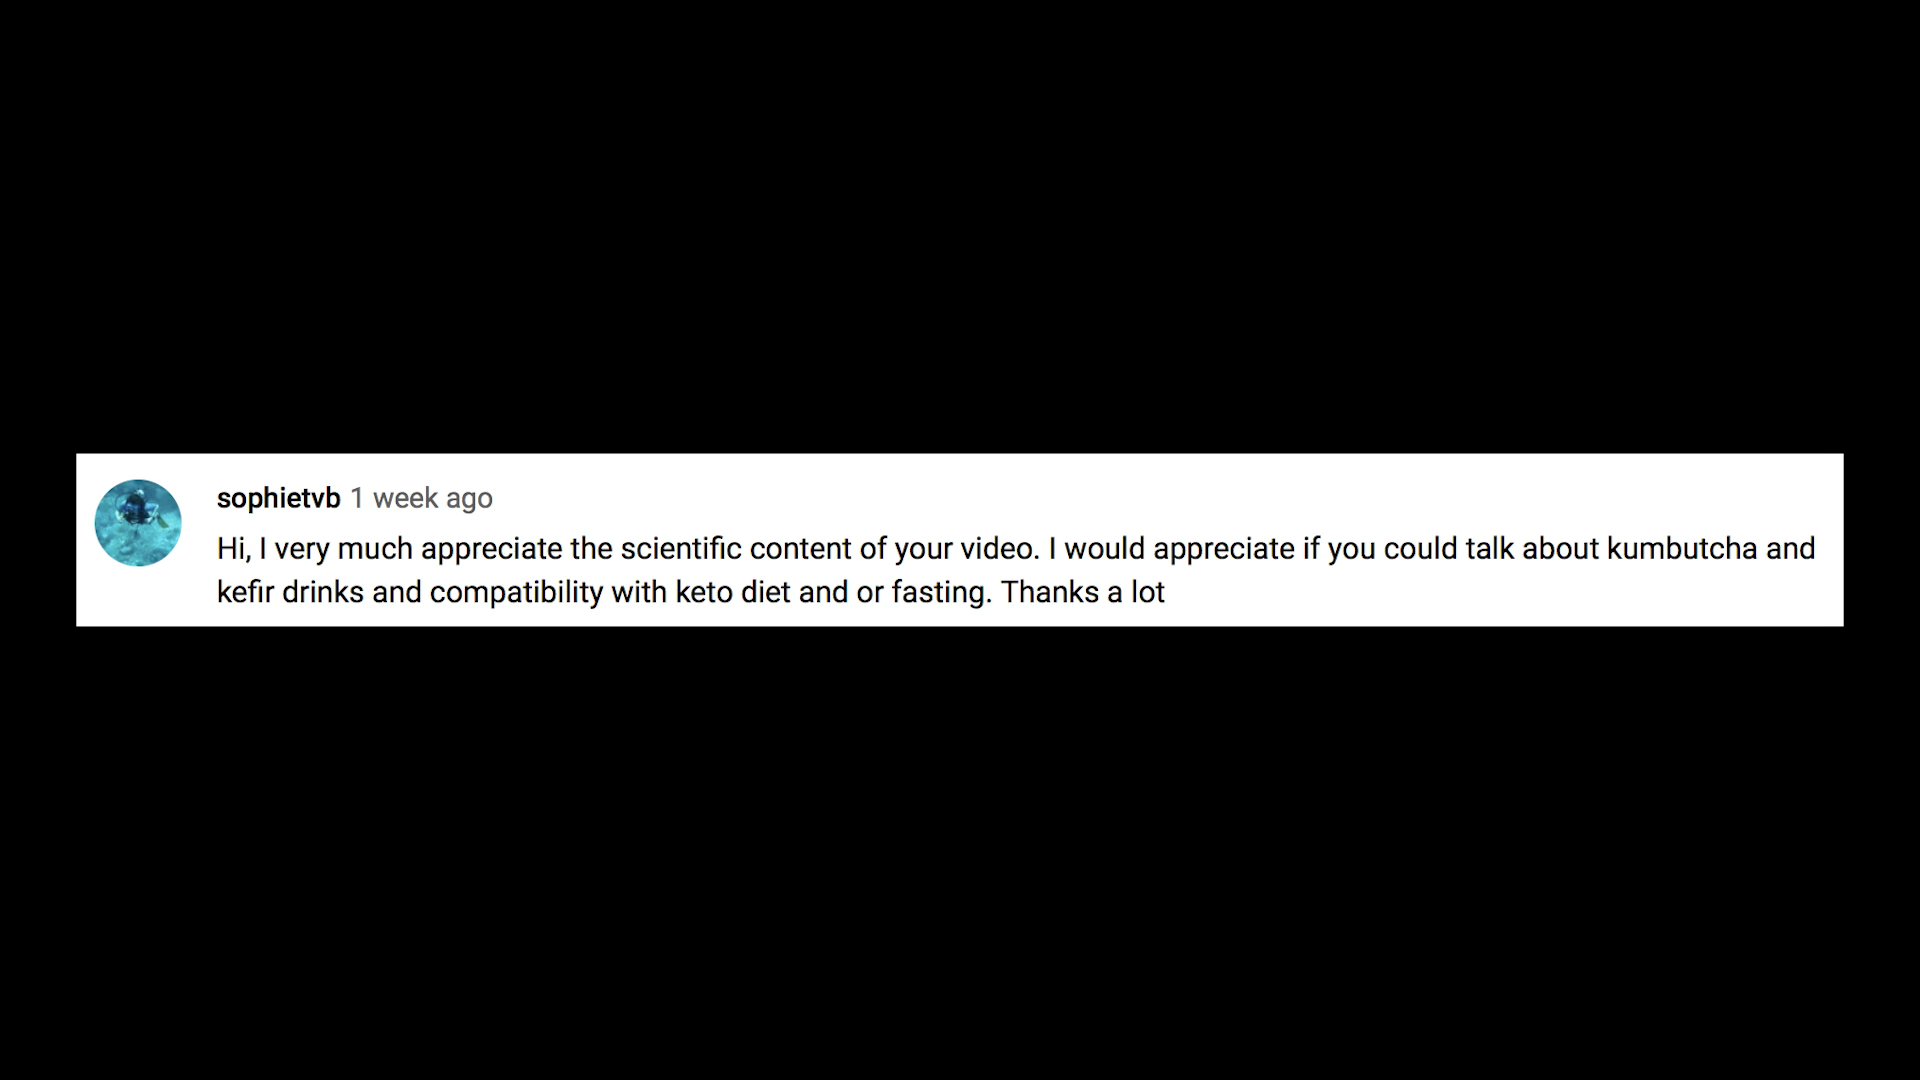 sophietvb 1 week ago
Hi, I very much appreciate the scientific content of your video. I would appreciate if you could talk about kumbutcha and
kefir drinks and compatibility with keto diet and or fasting. Thanks a lot